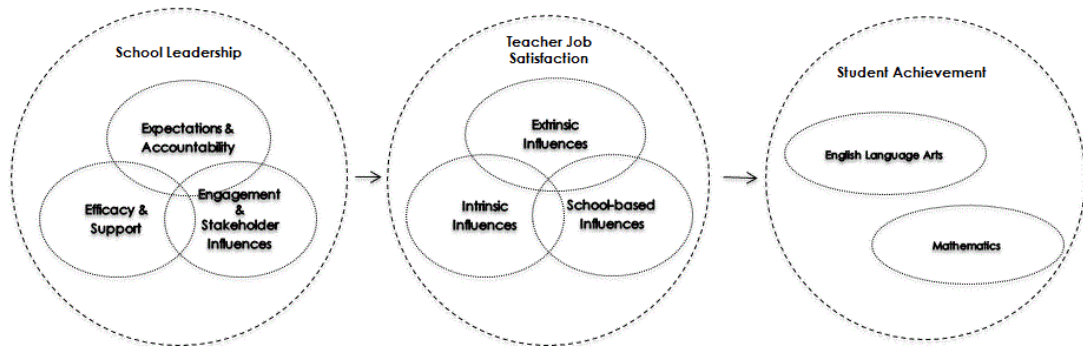 School Leadership
Expectations &
Accountability
Efficacy &
Support
Engagement
&
Stakeholder
Influences
Teacher Job
Satisfaction
Extrinsic
Influences
Intrinsic
Influences
School-based
Influences
Student Achievement
English Language Arts
Mathematics